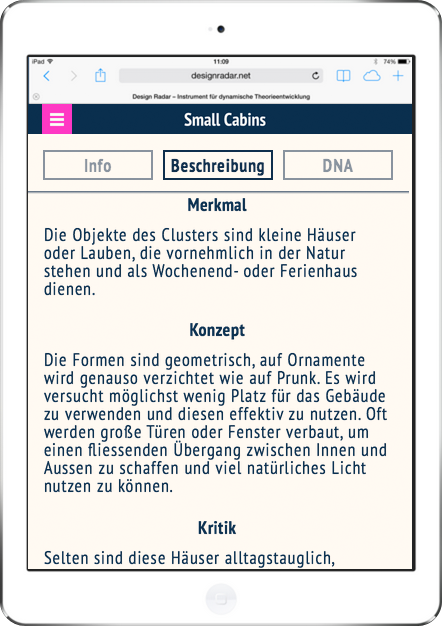 iPad 11:09 74%
designradar.net
Design Radar – Instrument für dynamische Theorieentwicklung
Small Cabins
Info Beschreibung DNA
Merkmal
Die Objekte des Clusters sind kleine Häuser
oder Lauben, die vornehmlich in der Natur
stehen und als Wochenend- oder Ferienhaus
dienen.
Konzept
Die Formen sind geometrisch, auf Ornamente
wird genauso verzichtet wie auf Prunk. Es wird
versucht möglichst wenig Platz für das Gebäude
zu verwenden und diesen effektiv zu nutzen. Oft
werden große Türen oder Fenster verbaut, um
einen fliessenden Übergang zwischen Innen und
Aussen zu schaffen und viel natürliches Licht
nutzen zu können.
Kritik
Selten sind diese Häuser alltagstauglich,